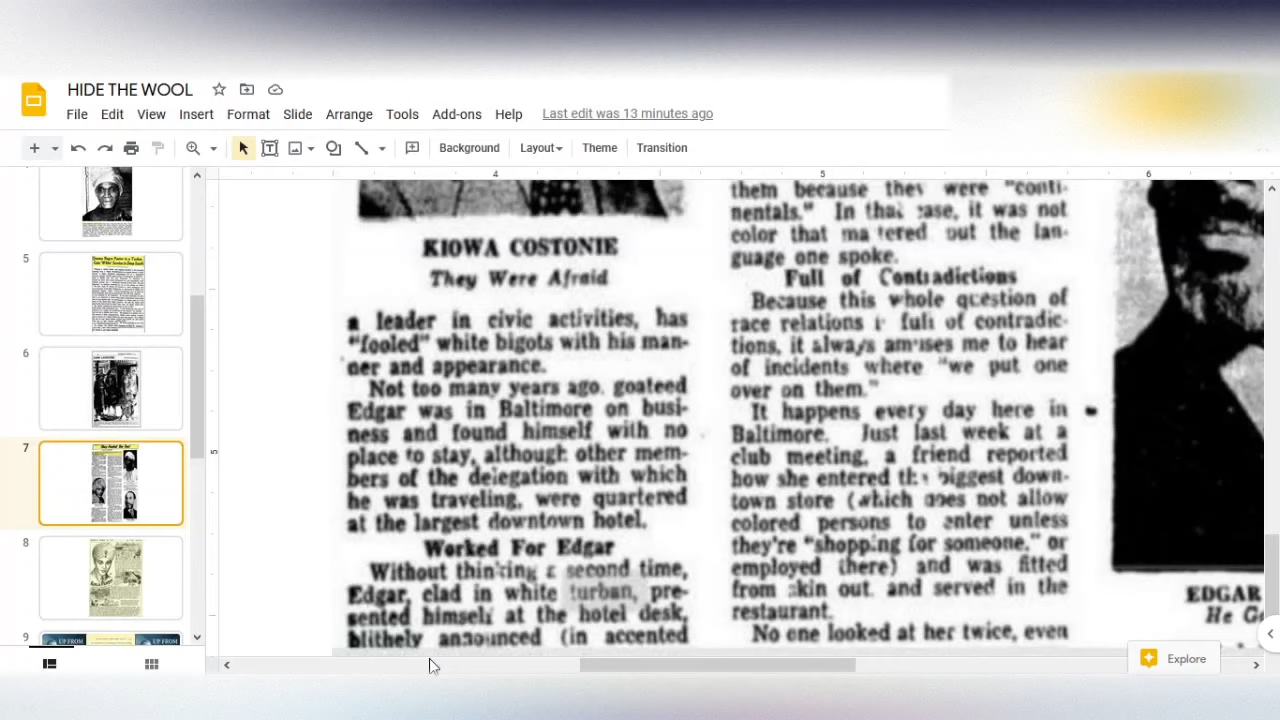 HIDE THE WOOL
File Edit View Insert Format Slide Arrange Tools Add-ons Help Last edit was 13 minutes ago
Background Layout Theme Transition
4 5 6
5
6
7
8
9
UP FROM UP FROM
5
KIOWA COSTONIE
They Were Afraid
a leader in civic activities, has
"fooled" white bigots with his man-
ner and appearance.
Not too many years ago, goateed
Edgar was in Baltimore on busi-
ness and found himself with no
place to stay, although other mem-
bers of the delegation with which
he was traveling, were quartered
at the largest downtown hotel.
Worked For Edgar
Without thinking a second time,
Edgar, clad in white turban, pre-
sented himself at the hotel desk,
blithely announced (in accented
them because they were "conti-
nentals." In that case, it was not
color that mattered but the lan-
guage one spoke.
Full of Contradictions
Because this whole question of
race relations is full of contradic-
tions, it always amuses me to hear
of incidents where "we put one
over on them."
It happens every day here in
Baltimore. Just last week at a
club meeting, a friend reported
how she entered the biggest down-
town store (which does not allow
colored persons to enter unless
they're "shopping for someone," or
employed there) and was fitted
from skin out, and served in the
restaurant.
No one looked at her twice, even
EDGAR
He
Explore